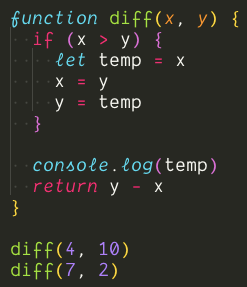 function diff(x, y) {
  if (x > y) {
    let temp = x
    x = y
    y = temp
  }

  console.log(temp)
  return y - x
}

diff(4, 10)
diff(7, 2)